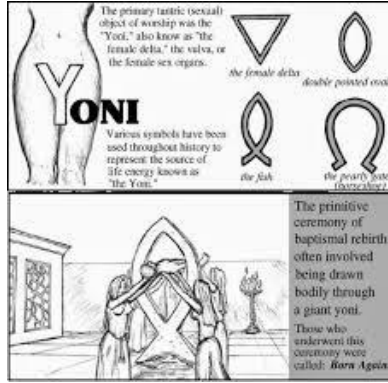 The primary tantric (sexual)
object of worship was the
"Yoni," also know as "the
female delta," the vulva, or
the female sex organs.
YONI
Various symbols have been
used throughout history to
represent the source of
life energy known as
"the Yoni."
the female delta
double pointed oval
the fish
the pearly gate
(horseshoe)
The primitive
ceremony of
baptismal rebirth
often involved
being drawn
bodily through
a giant yoni.
Those who
underwent this
ceremony were
called: Born Again